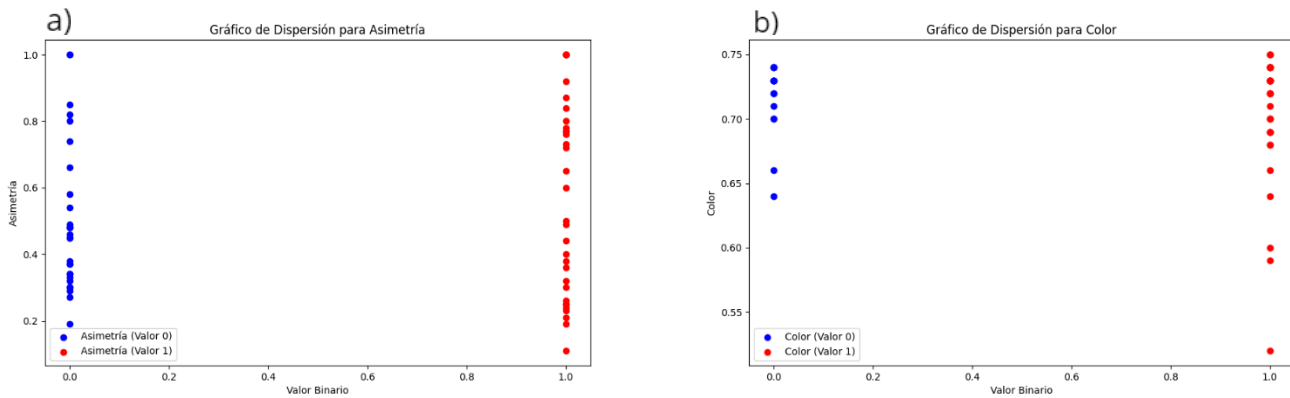 a)
Gráfico de Dispersión para Asimetría
1.0
0.8
0.6
0.4
0.2
Asimetría
Asimetría (Valor 0)
Asimetría (Valor 1)
0.0
0.2
0.4
0.6
0.8
1.0
Valor Binario
b)
Gráfico de Dispersión para Color
0.75
0.70
0.65
0.60
0.55
Color
Color (Valor 0)
Color (Valor 1)
0.0
0.2
0.4
0.6
0.8
1.0
Valor Binario